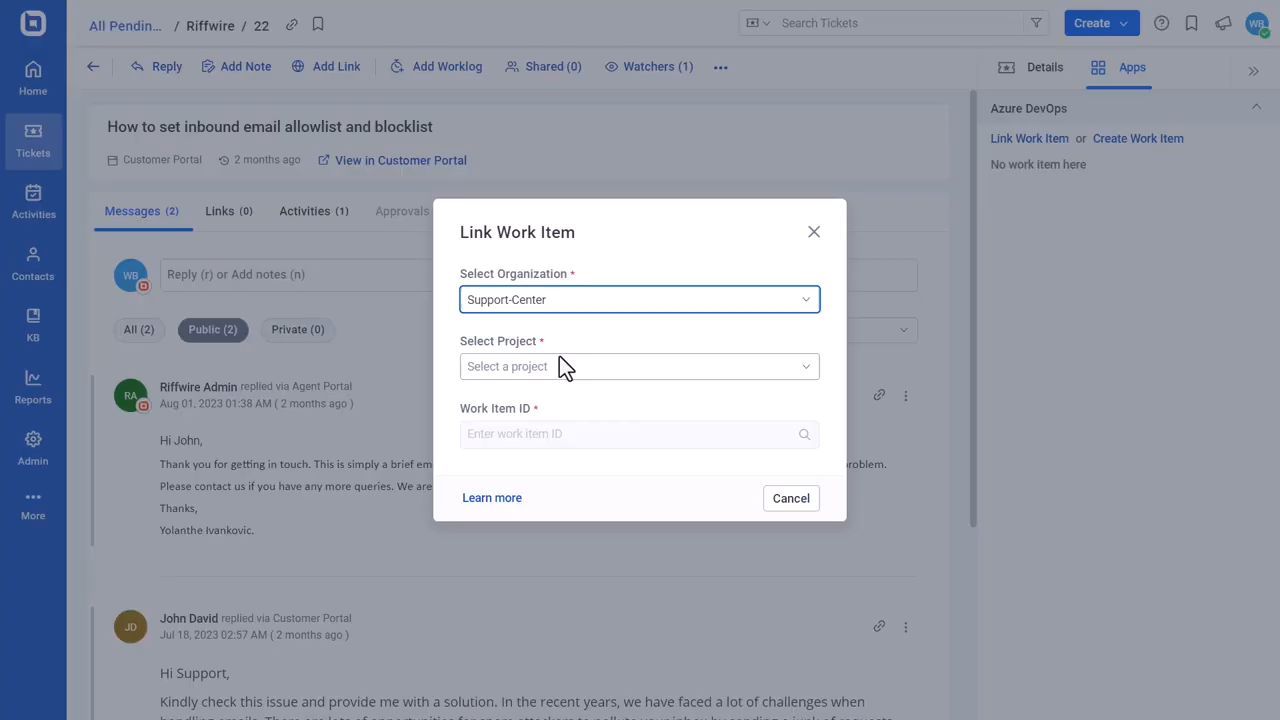 All Pendin... / Riffwire / 22
Search Tickets
Create
WB
Home
Tickets
Activities
Contacts
KB
Reports
Admin
More
Reply
Add Note
Add Link
Add Worklog
Shared (0)
Watchers (1)
Details
Apps
How to set inbound email allowlist and blocklist
Customer Portal
2 months ago
View in Customer Portal
Azure DevOps
Link Work Item or Create Work Item
No work item here
Messages (2)
Links (0)
Activities (1)
Approvals
WB
Reply (r) or Add notes (n)
All (2)
Public (2)
Private (0)
RA
Riffwire Admin replied via Agent Portal
Aug 01, 2023 01:38 AM ( 2 months ago )
Hi John,
Thank you for getting in touch. This is simply a brief em
roblem.
Please contact us if you have any more queries. We are
Thanks,
Yolanthe Ivankovic.
JD
John David replied via Customer Portal
Jul 18, 2023 02:57 AM ( 2 months ago )
Hi Support,
Kindly check this issue and provide me with a solution. In the recent years, we have faced a lot of challenges when
Link Work Item
Select Organization *
Support-Center
Select Project *
Select a project
Work Item ID *
Enter work item ID
Learn more
Cancel